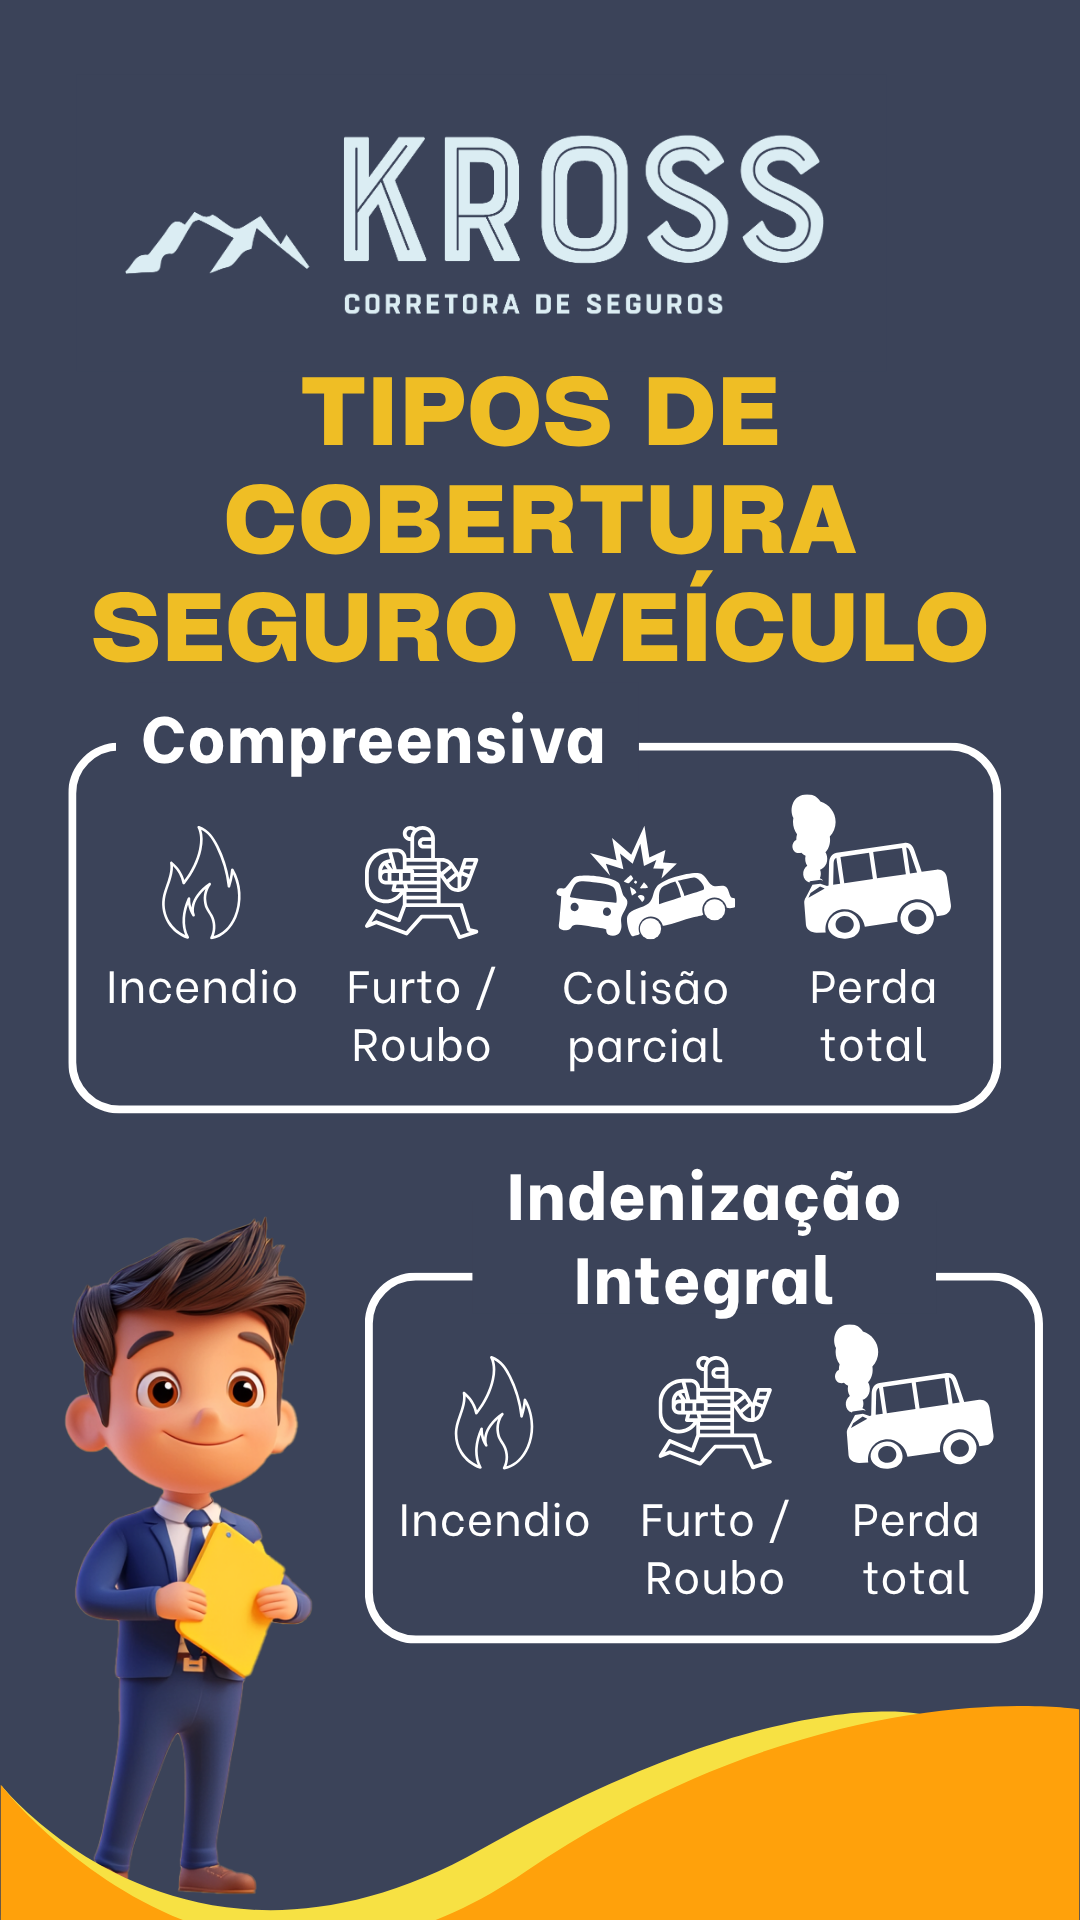 KROSS
CORRETORA DE SEGUROS
TIPOS DE
COBERTURA
SEGURO VEÍCULO
Compreensiva
Incendio
Furto /
Roubo
Colisão
parcial
Perda
total
Indenização
Integral
Incendio
Furto /
Roubo
Perda
total